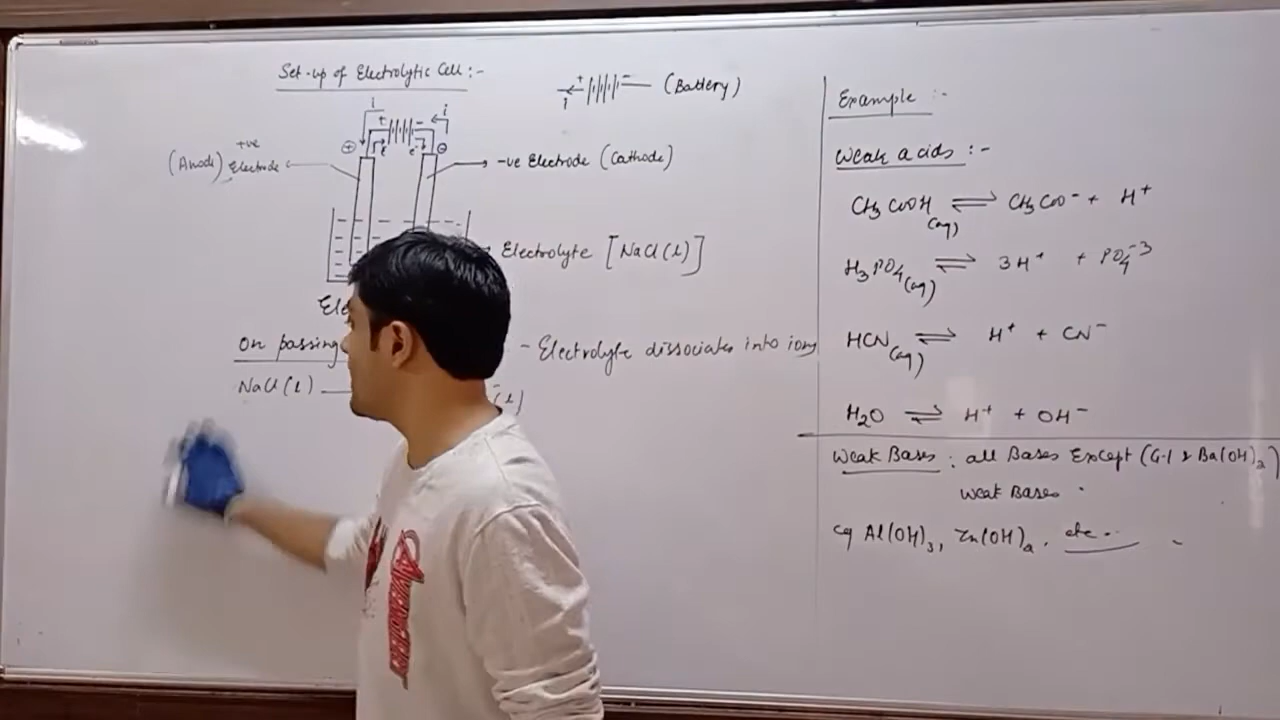 Set-up of Electrolytic Cell :-
+ - (Battery)
i
i + - i
⊕ e⁻ e⁻ ⊖
+ve
(Anode) Electrode
-ve Electrode (Cathode)
Electrolyte [NaCl(l)]
on passing
- Electrolyte dissociates into ions
NaCl(l)
Example :-
Weak acids :-
CH₃COOH(aq) ⇌ CH₃COO⁻ + H⁺
H₃PO₄(aq) ⇌ 3H⁺ + PO₄⁻³
HCN(aq) ⇌ H⁺ + CN⁻
H₂O ⇌ H⁺ + OH⁻
Weak Bases : all Bases Except (G-I & Ba(OH)₂)
Weak Bases .
eg Al(OH)₃, Zn(OH)₂, etc..